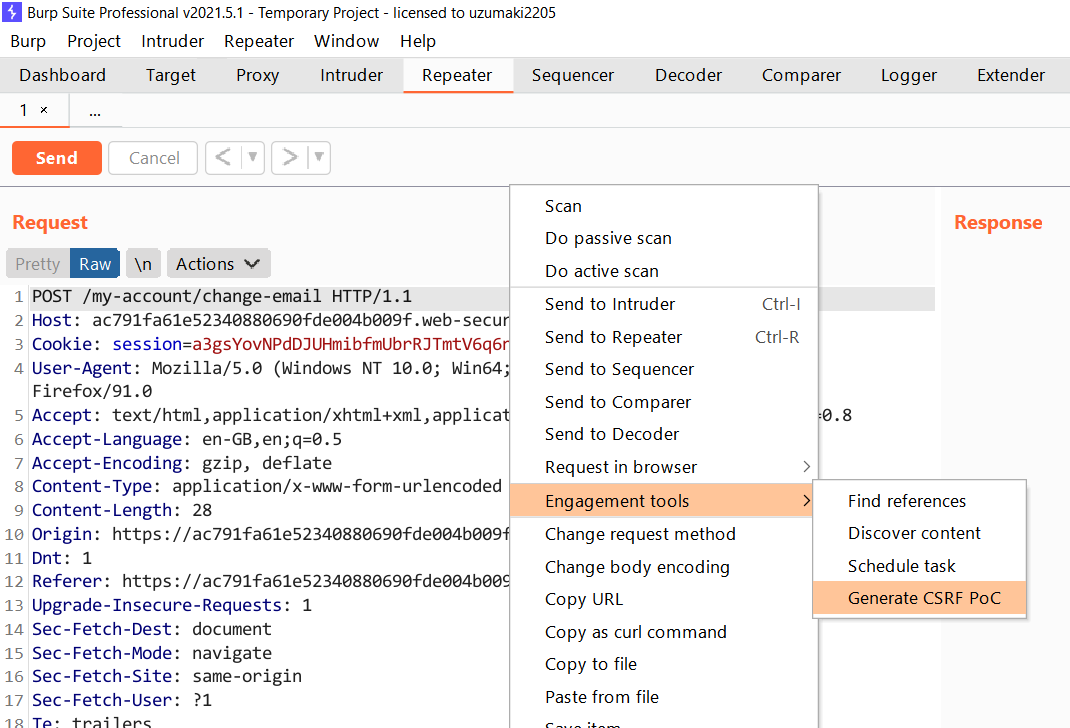 Burp Suite Professional v2021.5.1 - Temporary Project - licensed to uzumaki2205
Burp Project Intruder Repeater Window Help
Dashboard Target Proxy Intruder Repeater Sequencer Decoder Comparer Logger Extender
1 × ...
Send Cancel < ▼ > ▼
Request
Response
Pretty Raw \n Actions
1 POST /my-account/change-email HTTP/1.1
2 Host: ac791fa61e52340880690fde004b009f.web-secur
3 Cookie: session=a3gsYovNPdDJUHmibfmUbrRJTmtV6q6r
4 User-Agent: Mozilla/5.0 (Windows NT 10.0; Win64;
Firefox/91.0
5 Accept: text/html,application/xhtml+xml,applicat =0.8
6 Accept-Language: en-GB,en;q=0.5
7 Accept-Encoding: gzip, deflate
8 Content-Type: application/x-www-form-urlencoded
9 Content-Length: 28
10 Origin: https://ac791fa61e52340880690fde004b009f
11 Dnt: 1
12 Referer: https://ac791fa61e52340880690fde004b009
13 Upgrade-Insecure-Requests: 1
14 Sec-Fetch-Dest: document
15 Sec-Fetch-Mode: navigate
16 Sec-Fetch-Site: same-origin
17 Sec-Fetch-User: ?1
18 Te: trailers
Scan
Do passive scan
Do active scan
Send to Intruder Ctrl-I
Send to Repeater Ctrl-R
Send to Sequencer
Send to Comparer
Send to Decoder
Request in browser >
Engagement tools >
Change request method
Change body encoding
Copy URL
Copy as curl command
Copy to file
Paste from file
Save item
Find references
Discover content
Schedule task
Generate CSRF PoC